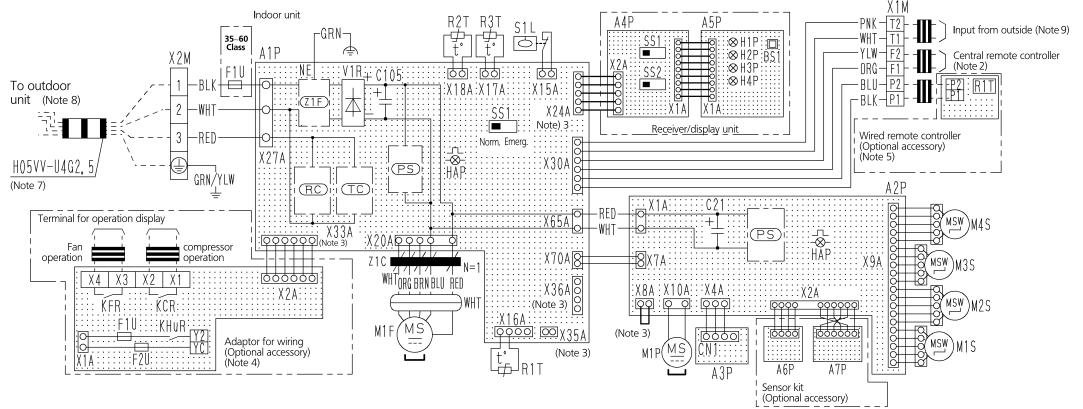 Indoor unit
35–60
Class
F1U
X2M
To outdoor
unit (Note 8)
1
BLK
2
WHT
3
RED
GRN/YLW
H05VV-U4G2,5
(Note 7)
A1P
GRN
NE
V1R
C105
Z1F
X27A
RC
TC
PS
HAP
SS1
Norm. Emerg.
R2T
R3T
S1L
t°
t°
X18A
X17A
X15A
X24A
Note) 3
X30A
X33A
(Note 3)
X20A
X65A
X70A
X36A
(Note 3)
X35A
(Note 3)
X16A
t°
R1T
Z1C
N=1
WHT
ORG
BRN
BLU
RED
WHT
M1F
MS
Terminal for operation display
Fan
operation
compressor
operation
X4
X3
X2
X1
KFR
KCR
X2A
F1U
KHuR
Y2
YC
X1A
F2U
Adaptor for wiring
(Optional accessory)
(Note 4)
A4P
A5P
SS1
SS2
X2A
X1A
X1A
H1P
H2P
H3P
H4P
BS1
Receiver/display unit
X1M
PNK
T2
WHT
T1
YLW
F2
ORG
F1
BLU
P2
BLK
P1
Input from outside (Note 9)
Central remote controller
(Note 2)
P2
P1
R1T
Wired remote controller
(Optional accessory)
(Note 5)
A2P
RED
WHT
X1A
C21
PS
HAP
X7A
X8A
(Note 3)
X10A
X4A
X2A
X9A
M1P
MS
CN1
A3P
A6P
A7P
Sensor kit
(Optional accessory)
MSW
M4S
MSW
M3S
MSW
M2S
MSW
M1S